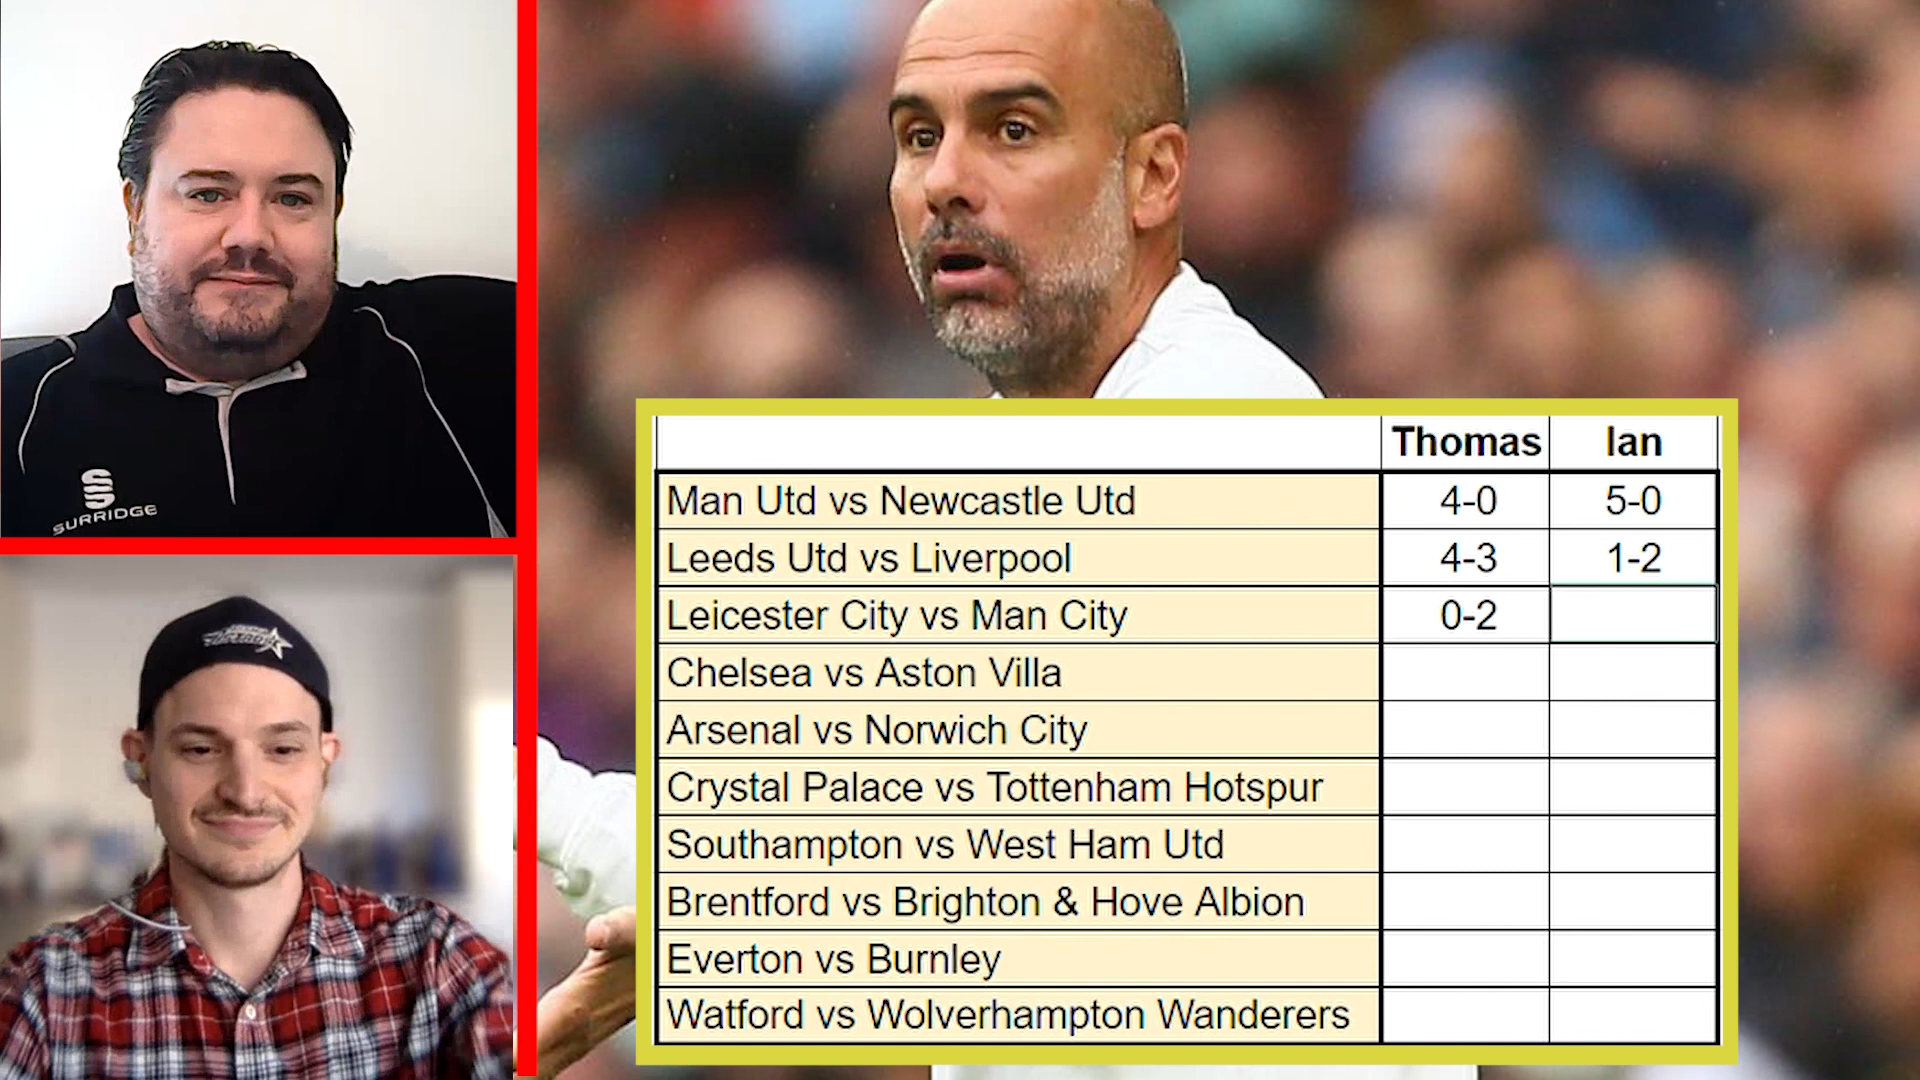 SURRIDGE
Thomas Ian
Man Utd vs Newcastle Utd 4-0 5-0
Leeds Utd vs Liverpool 4-3 1-2
Leicester City vs Man City 0-2
Chelsea vs Aston Villa
Arsenal vs Norwich City
Crystal Palace vs Tottenham Hotspur
Southampton vs West Ham Utd
Brentford vs Brighton & Hove Albion
Everton vs Burnley
Watford vs Wolverhampton Wanderers